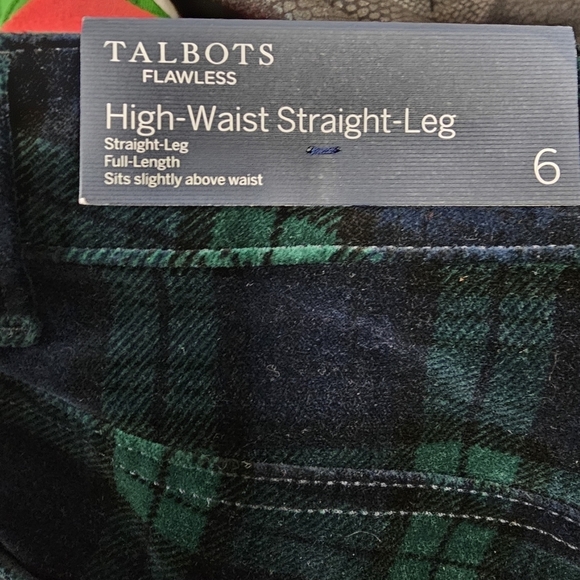 TALBOTS
FLAWLESS
High-Waist Straight-Leg
Straight-Leg
Full-Length
Sits slightly above waist
6